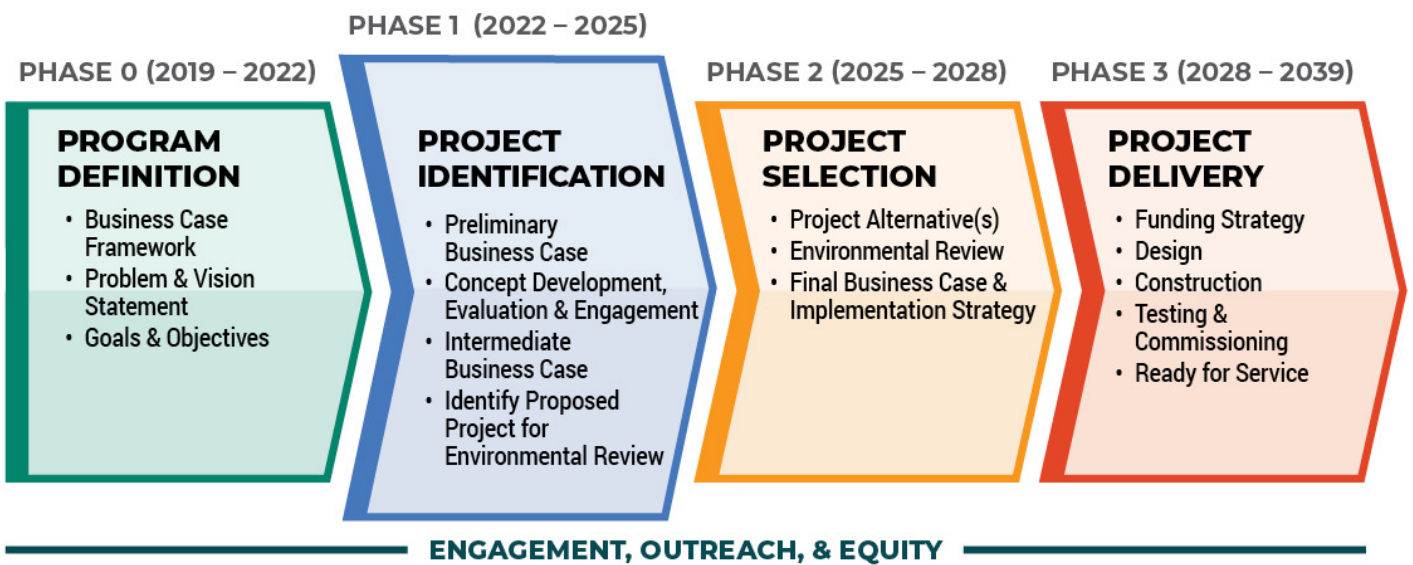 PHASE 0 (2019 – 2022)
PROGRAM
DEFINITION
• Business Case
Framework
• Problem & Vision
Statement
• Goals & Objectives
PHASE 1 (2022 – 2025)
PROJECT
IDENTIFICATION
• Preliminary
Business Case
• Concept Development,
Evaluation & Engagement
• Intermediate
Business Case
• Identify Proposed
Project for
Environmental Review
PHASE 2 (2025 – 2028)
PROJECT
SELECTION
• Project Alternative(s)
• Environmental Review
• Final Business Case &
Implementation Strategy
PHASE 3 (2028 – 2039)
PROJECT
DELIVERY
• Funding Strategy
• Design
• Construction
• Testing &
Commissioning
• Ready for Service
ENGAGEMENT, OUTREACH, & EQUITY